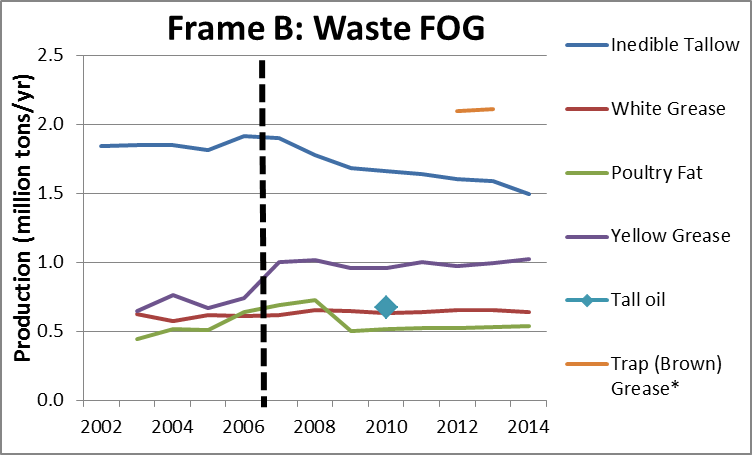 Frame B: Waste FOG
Production (million tons/yr)
2.5
2.0
1.5
1.0
0.5
0.0
2002 2004 2006 2008 2010 2012 2014
Inedible Tallow
White Grease
Poultry Fat
Yellow Grease
Tall oil
Trap (Brown)
Grease*